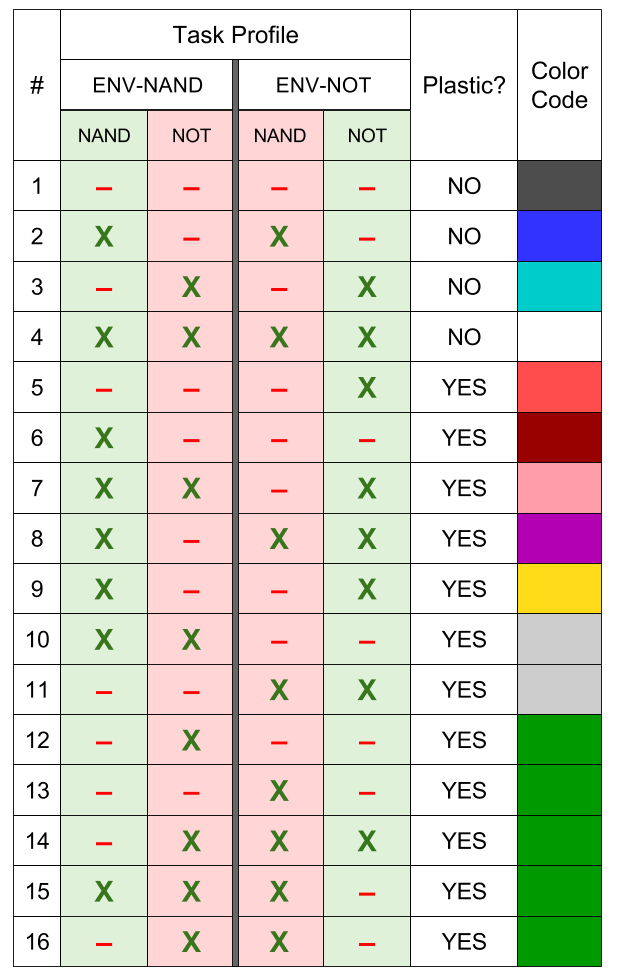 Task Profile
# ENV-NAND ENV-NOT Plastic? Color
Code
NAND NOT NAND NOT
1 – – – – NO
2 X – X – NO
3 – X – X NO
4 X X X X NO
5 – – – X YES
6 X – – – YES
7 X X – X YES
8 X – X X YES
9 X – – X YES
10 X X – – YES
11 – – X X YES
12 – X – – YES
13 – – X – YES
14 – X X X YES
15 X X X – YES
16 – X X – YES